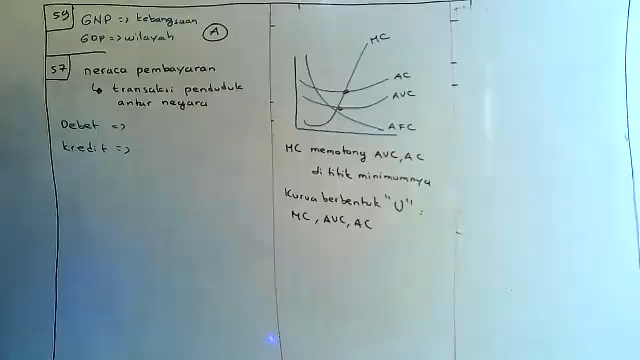 59 GNP => kebangsaan
GDP => wilayah A
57 neraca pembayaran
↳ transaksi penduduk
antar negara
Debet =>
kredit =>
MC
AC
AVC
AFC
MC memotong AVC, AC
di titik minimumnya
Kurva berbentuk "U" :
MC, AVC, AC